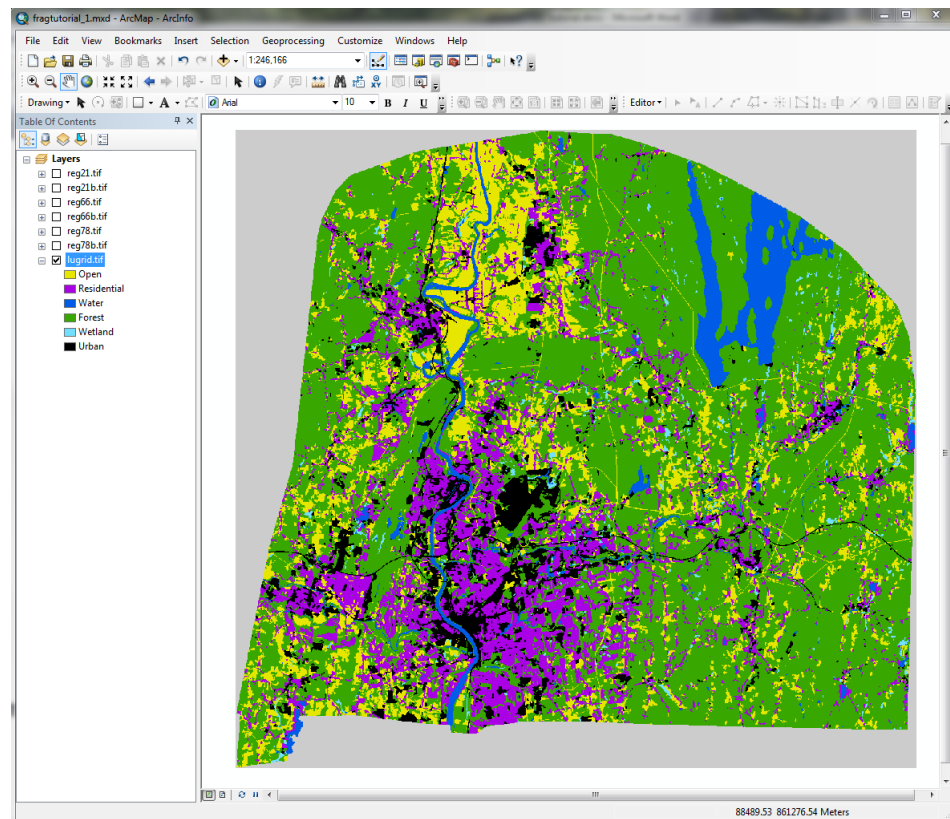 fragtutorial_1.mxd - ArcMap - ArcInfo
File Edit View Bookmarks Insert Selection Geoprocessing Customize Windows Help
1:246,166
Drawing Arial 10 B I U Editor
Table Of Contents
Layers
reg21.tif
reg21b.tif
reg66.tif
reg66b.tif
reg78.tif
reg78b.tif
lugrid.tif
Open
Residential
Water
Forest
Wetland
Urban
88489.53 861276.54 Meters